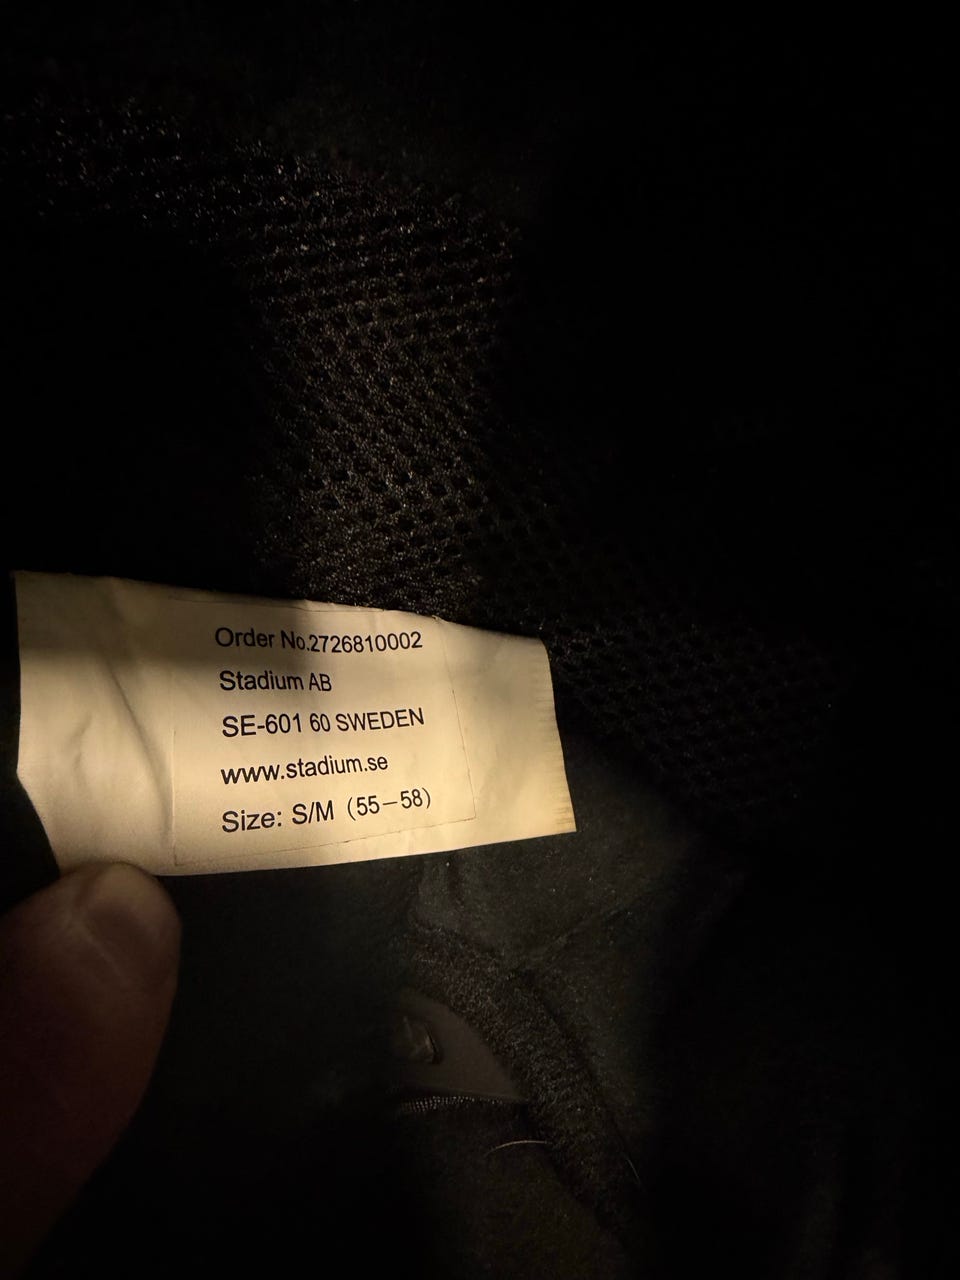 Order No.2726810002
Stadium AB
SE-601 60 SWEDEN
www.stadium.se
Size: S/M (55–58)